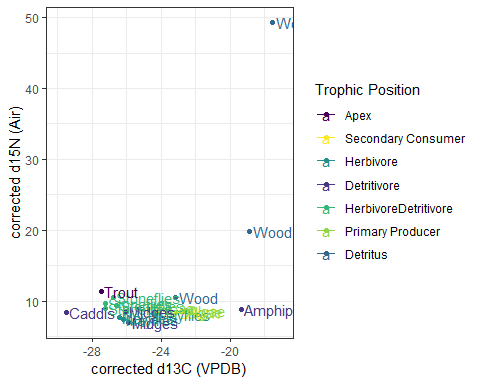 50
Wo
40
corrected d15N (Air)
30
20
Wood
10
Trout
Wood
Caddis
Midges
Midges
Amphip
-28
-24
-20
corrected d13C (VPDB)
Trophic Position
a Apex
a Secondary Consumer
a Herbivore
a Detritivore
a HerbivoreDetritivore
a Primary Producer
a Detritus